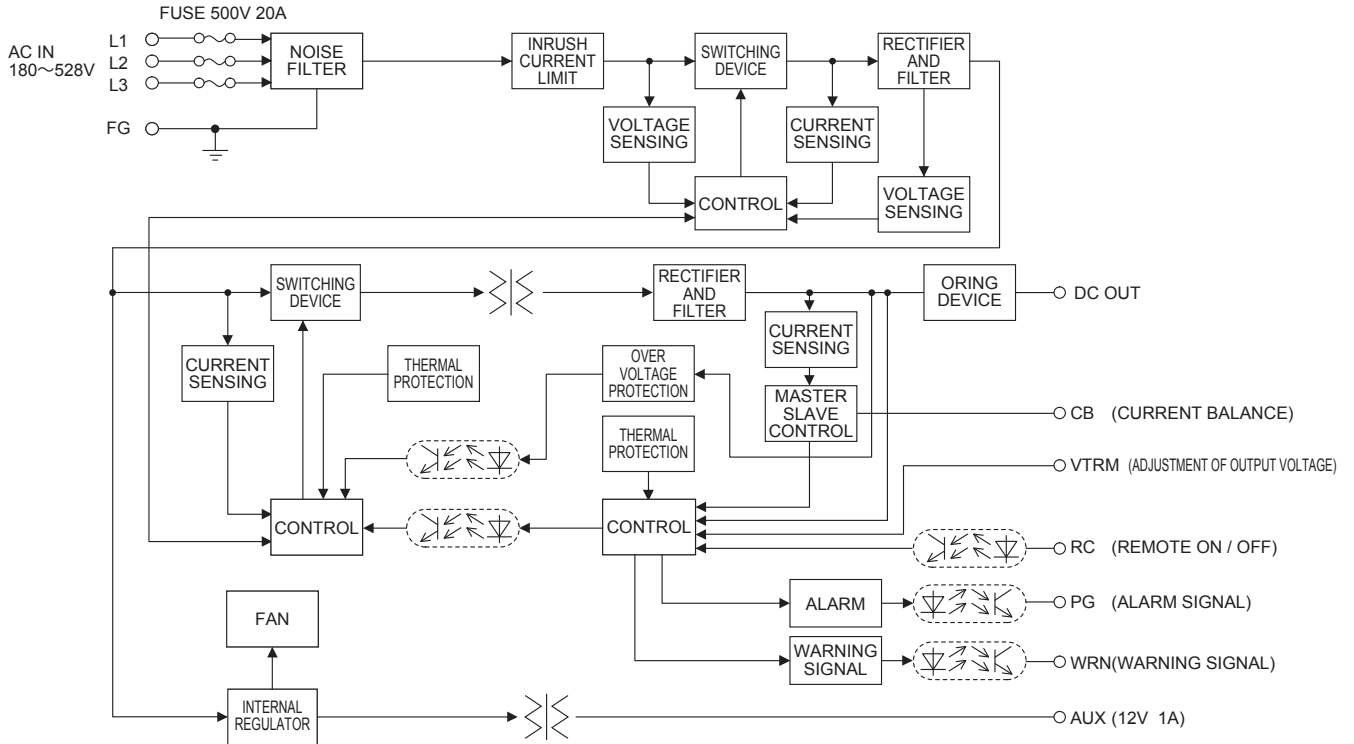 FUSE 500V 20A
AC IN
180～528V
L1
L2
L3
FG
NOISE
FILTER
INRUSH
CURRENT
LIMIT
SWITCHING
DEVICE
RECTIFIER
AND
FILTER
VOLTAGE
SENSING
CURRENT
SENSING
CONTROL
VOLTAGE
SENSING
SWITCHING
DEVICE
RECTIFIER
AND
FILTER
ORING
DEVICE
DC OUT
CURRENT
SENSING
THERMAL
PROTECTION
OVER
VOLTAGE
PROTECTION
CURRENT
SENSING
MASTER
SLAVE
CONTROL
CB (CURRENT BALANCE)
THERMAL
PROTECTION
VTRM (ADJUSTMENT OF OUTPUT VOLTAGE)
CONTROL
CONTROL
RC (REMOTE ON / OFF)
ALARM
PG (ALARM SIGNAL)
FAN
WARNING
SIGNAL
WRN(WARNING SIGNAL)
INTERNAL
REGULATOR
AUX (12V 1A)